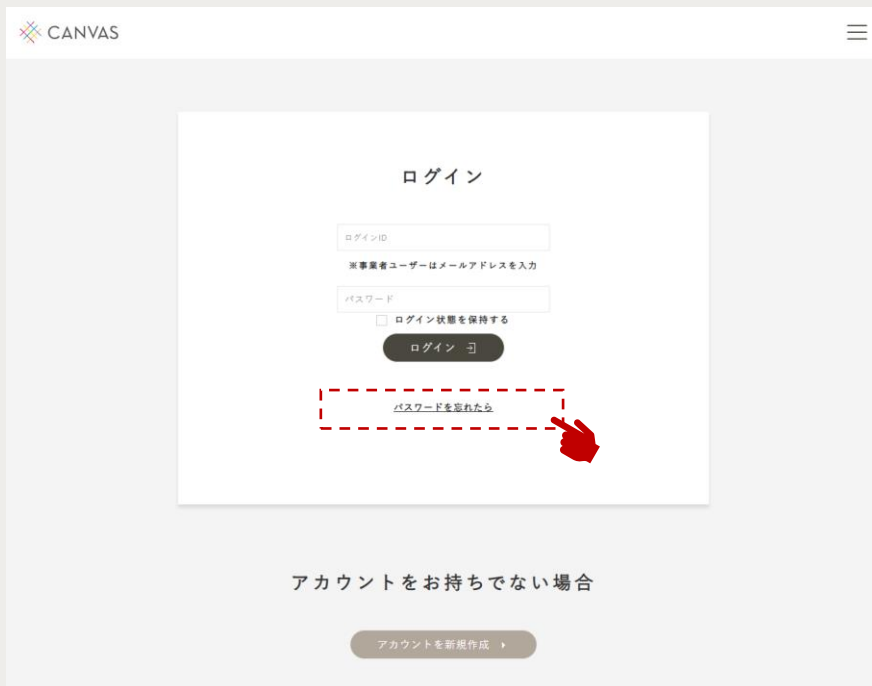 CANVAS
ログイン
ログインID
※事業者ユーザーはメールアドレスを入力
パスワード
ログイン状態を保持する
ログイン
パスワードを忘れたら
アカウントをお持ちでない場合
アカウントを新規作成